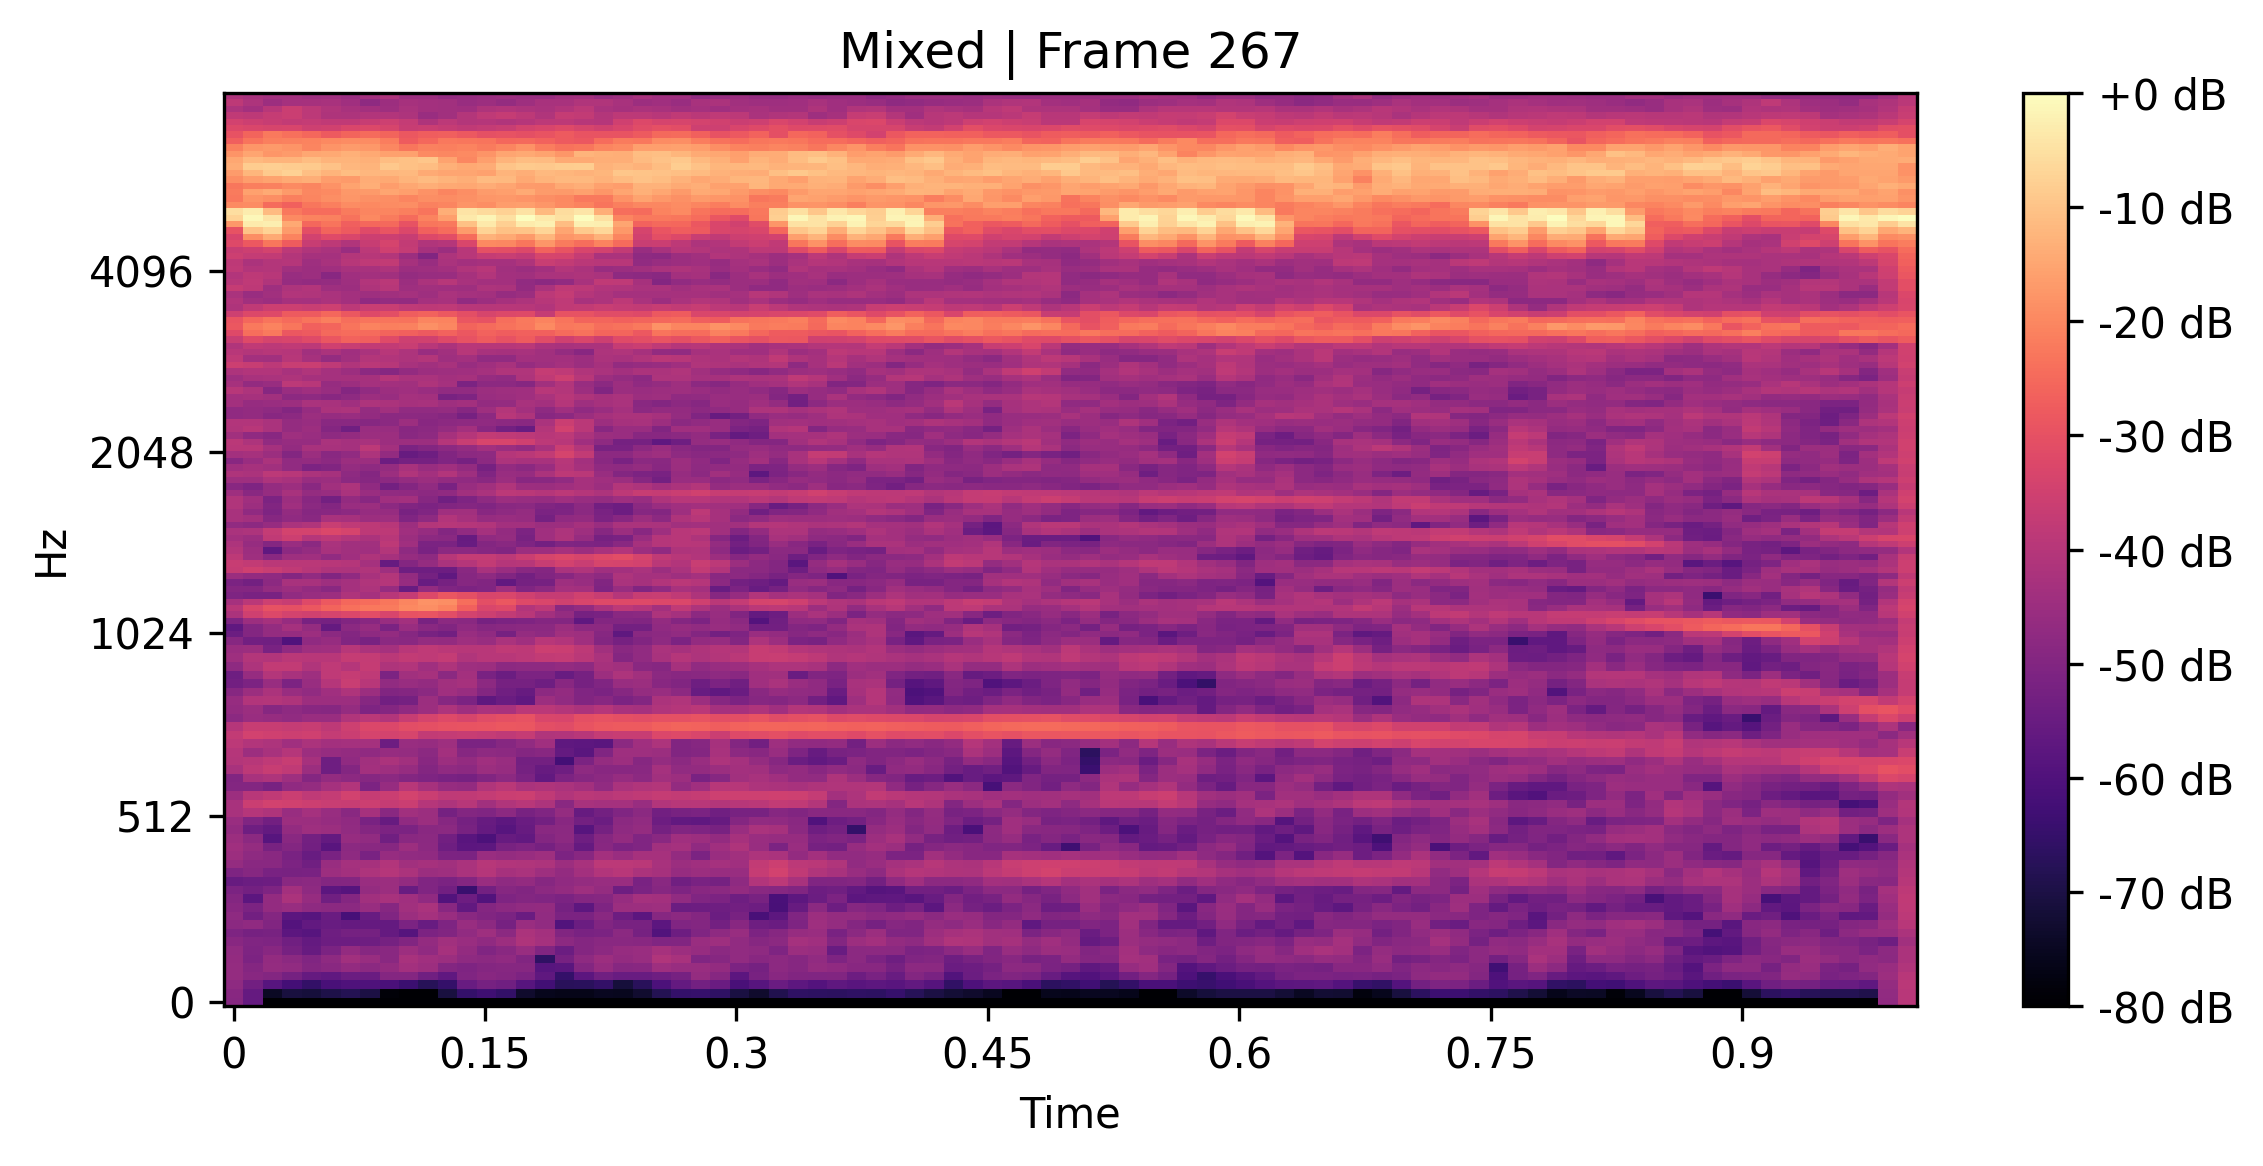 Mixed | Frame 267
Hz
4096
2048
1024
512
0
0 0.15 0.3 0.45 0.6 0.75 0.9
Time
+0 dB
-10 dB
-20 dB
-30 dB
-40 dB
-50 dB
-60 dB
-70 dB
-80 dB